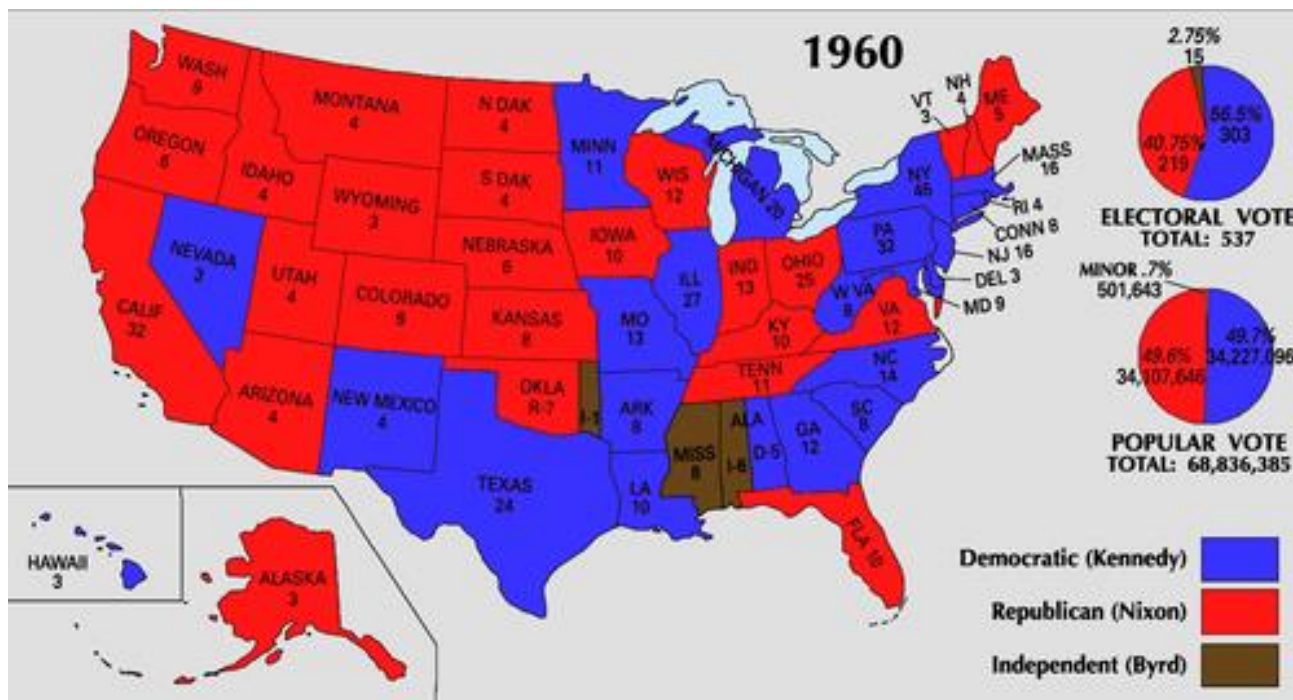 1960
WASH
9
OREGON
6
CALIF
32
NEVADA
3
IDAHO
4
MONTANA
4
WYOMING
3
UTAH
4
COLORADO
6
ARIZONA
4
NEW MEXICO
4
N DAK
4
S DAK
4
NEBRASKA
6
KANSAS
8
OKLA
R-7
I-1
TEXAS
24
MINN
11
IOWA
10
MO
13
ARK
8
LA
10
WIS
12
ILL
27
MICHIGAN 20
IND
13
OHIO
25
KY
10
TENN
11
MISS
8
ALA
I-6
D-5
GA
12
FLA 10
SC
8
NC
14
VA
12
W VA
8
PA
32
NY
45
VT
3
NH
4
ME
5
MASS
16
RI 4
CONN 8
NJ 16
DEL 3
MD 9
HAWAII
3
ALASKA
3
2.75%
15
56.5%
303
40.75%
219
ELECTORAL VOTE
TOTAL: 537
MINOR .7%
501,643
49.7%
34,227,096
49.6%
34,107,646
POPULAR VOTE
TOTAL: 68,836,385
Democratic (Kennedy)
Republican (Nixon)
Independent (Byrd)